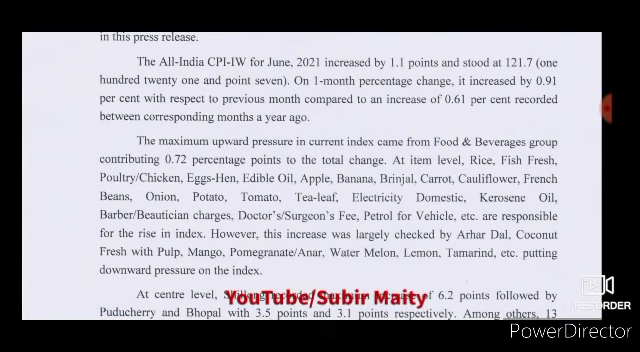 in this press release.
The All-India CPI-IW for June, 2021 increased by 1.1 points and stood at 121.7 (one
hundred twenty one and point seven). On 1-month percentage change, it increased by 0.91
per cent with respect to previous month compared to an increase of 0.61 per cent recorded
between corresponding months a year ago.
The maximum upward pressure in current index came from Food & Beverages group
contributing 0.72 percentage points to the total change. At item level, Rice, Fish Fresh,
Poultry/Chicken, Eggs-Hen, Edible Oil, Apple, Banana, Brinjal, Carrot, Cauliflower, French
Beans, Onion, Potato, Tomato, Tea-leaf, Electricity Domestic, Kerosene Oil,
Barber/Beautician charges, Doctor's/Surgeon's Fee, Petrol for Vehicle, etc. are responsible
for the rise in index. However, this increase was largely checked by Arhar Dal, Coconut
Fresh with Pulp, Mango, Pomegranate/Anar, Water Melon, Lemon, Tamarind, etc. putting
downward pressure on the index.
At centre level, of 6.2 points followed by
YouTube/Subir Maity
Puducherry and Bhopal with 3.5 points and 3.1 points respectively. Among others, 13
PowerDirector